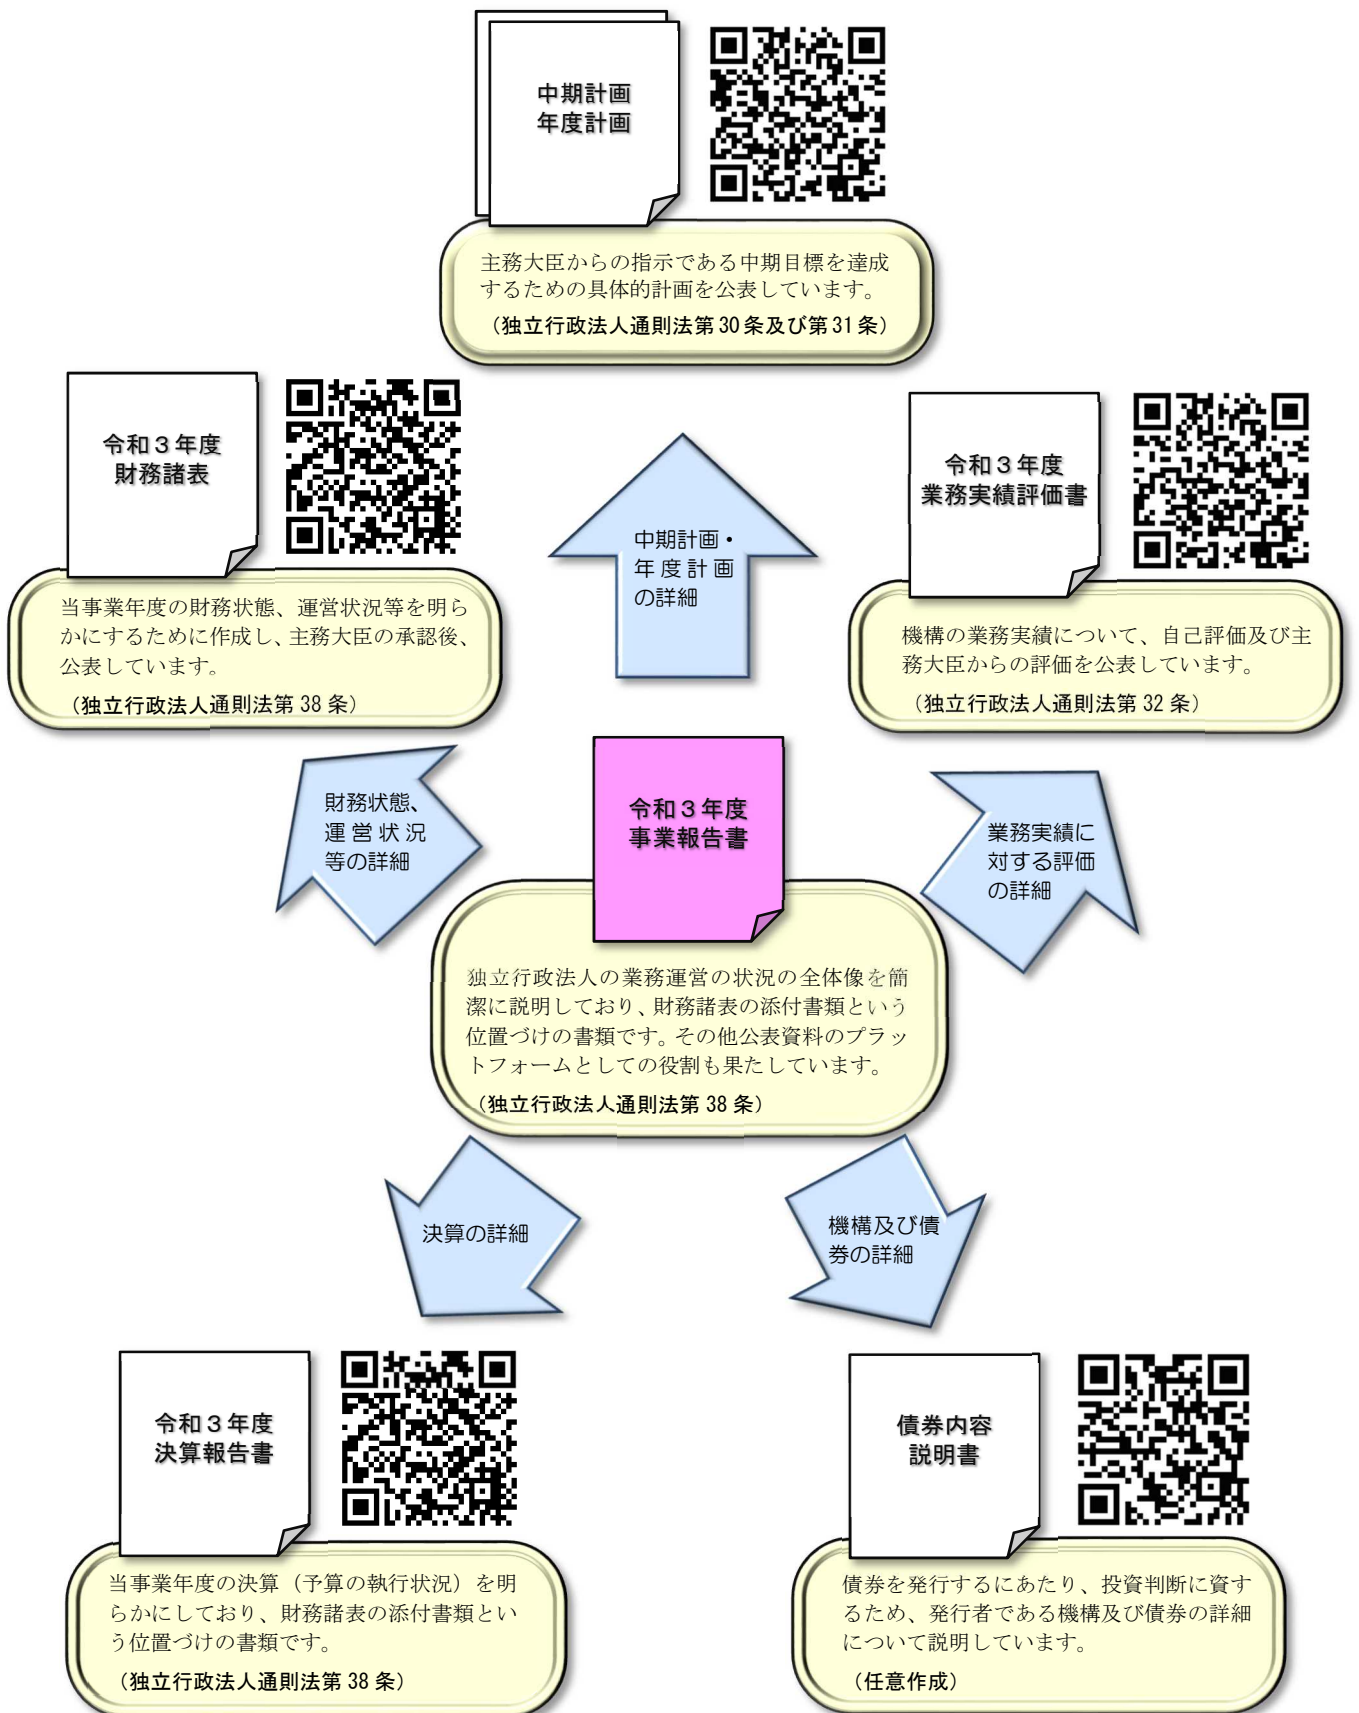 中期計画
年度計画
主務大臣からの指示である中期目標を達成
するための具体的計画を公表しています。
（独立行政法人通則法第30条及び第31条）
令和３年度
財務諸表
当事業年度の財務状態、運営状況等を明ら
かにするために作成し、主務大臣の承認後、
公表しています。
（独立行政法人通則法第 38 条）
中期計画・
年度計画
の詳細
令和３年度
業務実績評価書
機構の業務実績について、自己評価及び主
務大臣からの評価を公表しています。
（独立行政法人通則法第 32 条）
財務状態、
運営状況
等の詳細
令和３年度
事業報告書
業務実績に
対する評価
の詳細
独立行政法人の業務運営の状況の全体像を簡
潔に説明しており、財務諸表の添付書類という
位置づけの書類です。その他公表資料のプラッ
トフォームとしての役割も果たしています。
（独立行政法人通則法第 38 条）
決算の詳細
機構及び債
券の詳細
令和３年度
決算報告書
当事業年度の決算（予算の執行状況）を明
らかにしており、財務諸表の添付書類とい
う位置づけの書類です。
（独立行政法人通則法第 38 条）
債券内容
説明書
債券を発行するにあたり、投資判断に資す
るため、発行者である機構及び債券の詳細
について説明しています。
（任意作成）